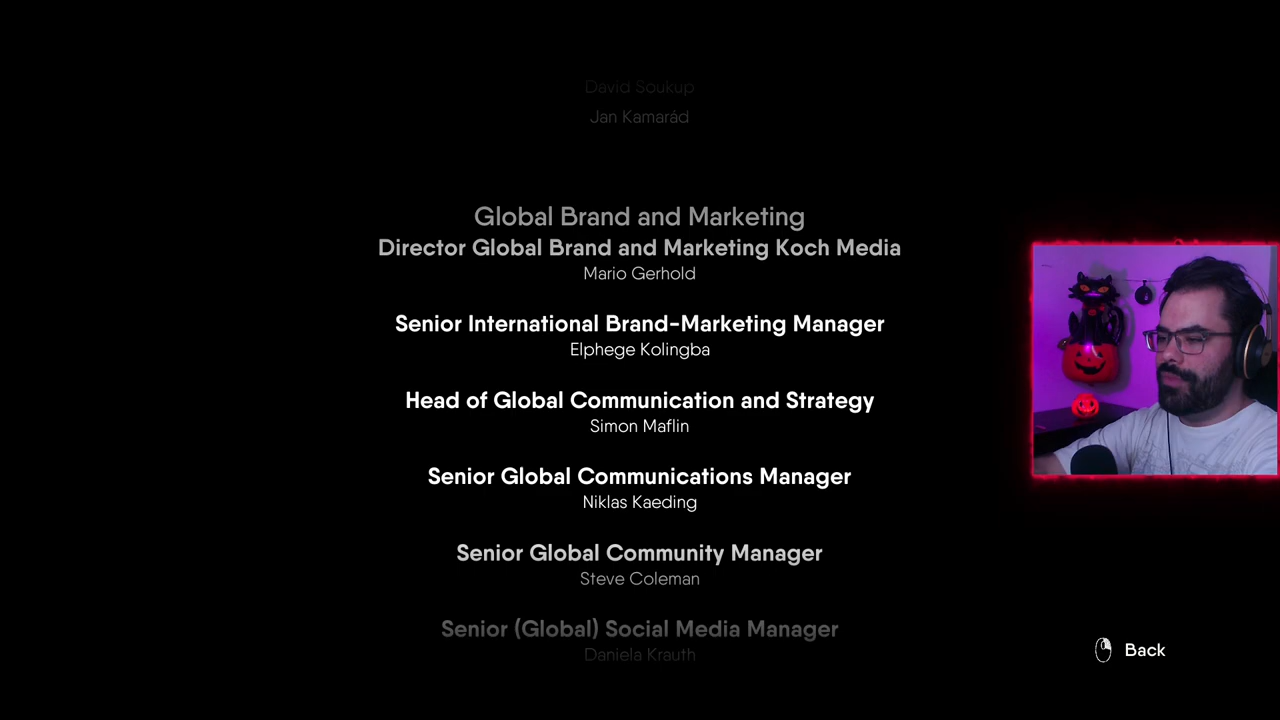 David Soukup
Jan Kamarád
Global Brand and Marketing
Director Global Brand and Marketing Koch Media
Mario Gerhold
Senior International Brand-Marketing Manager
Elphege Kolingba
Head of Global Communication and Strategy
Simon Maflin
Senior Global Communications Manager
Niklas Kaeding
Senior Global Community Manager
Steve Coleman
Senior (Global) Social Media Manager
Daniela Krauth
Back